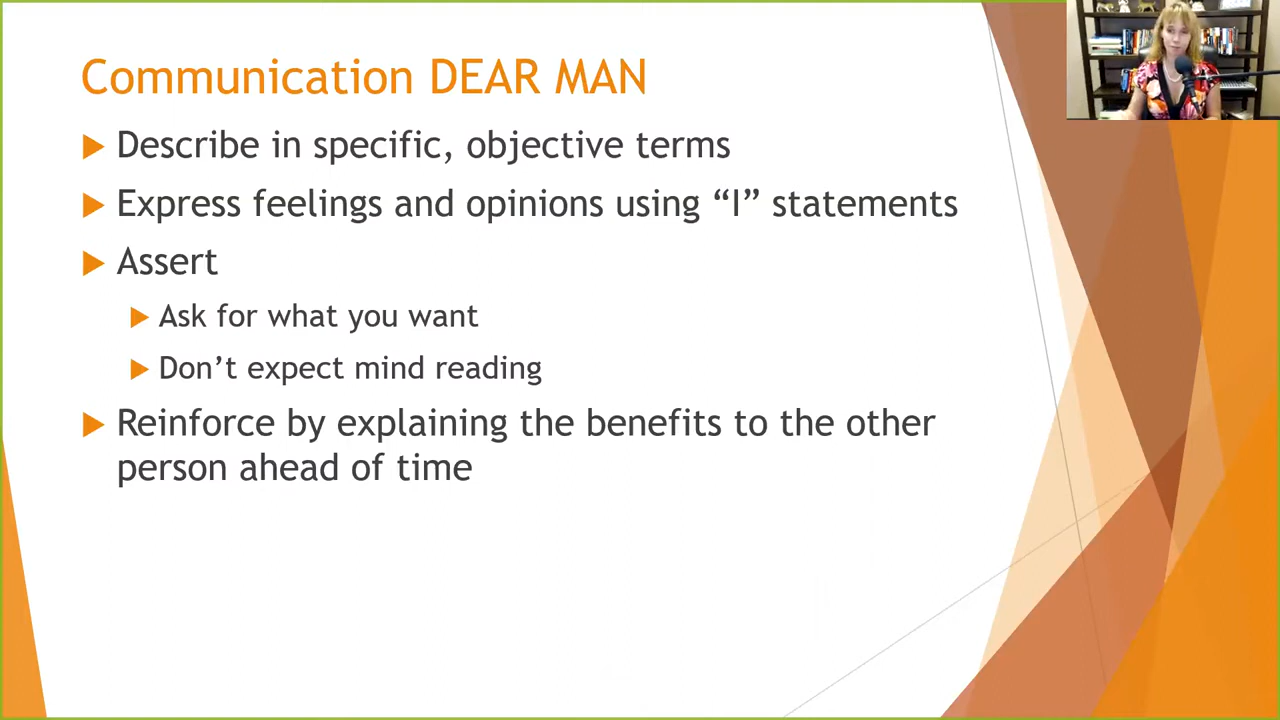 Communication DEAR MAN
Describe in specific, objective terms
Express feelings and opinions using “I” statements
Assert
Ask for what you want
Don’t expect mind reading
Reinforce by explaining the benefits to the other
person ahead of time